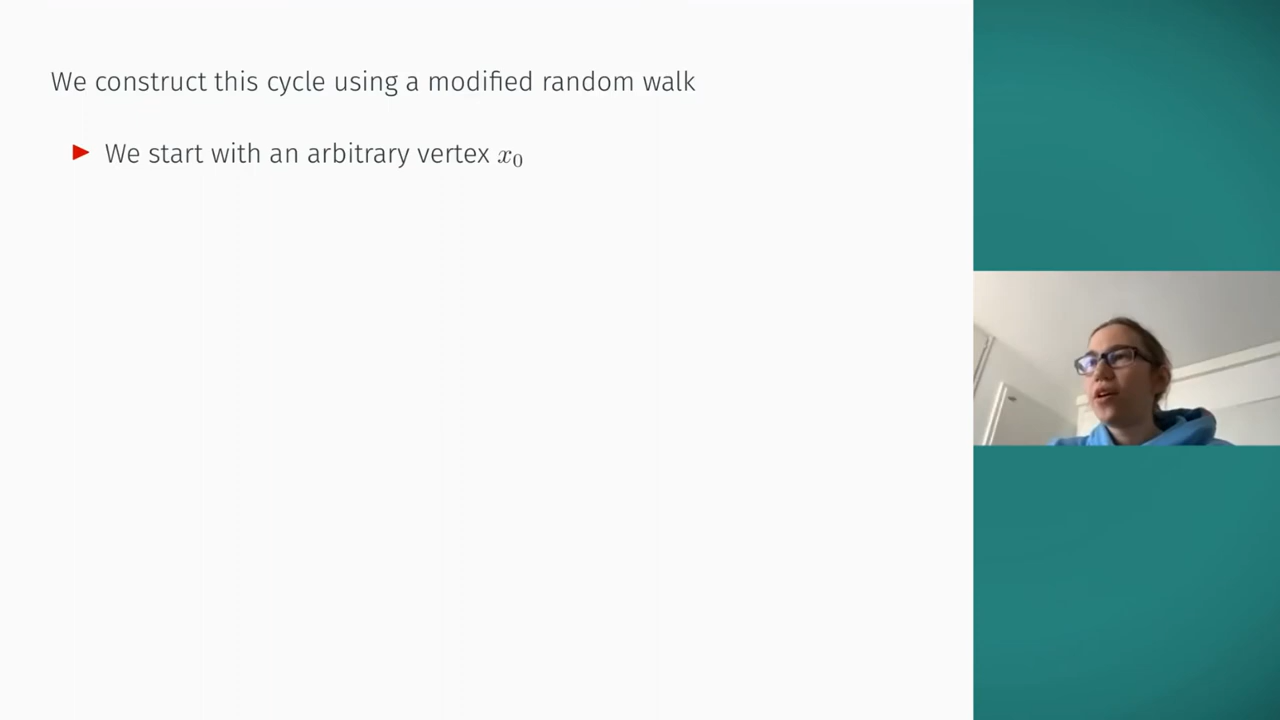 We construct this cycle using a modified random walk
► We start with an arbitrary vertex x₀